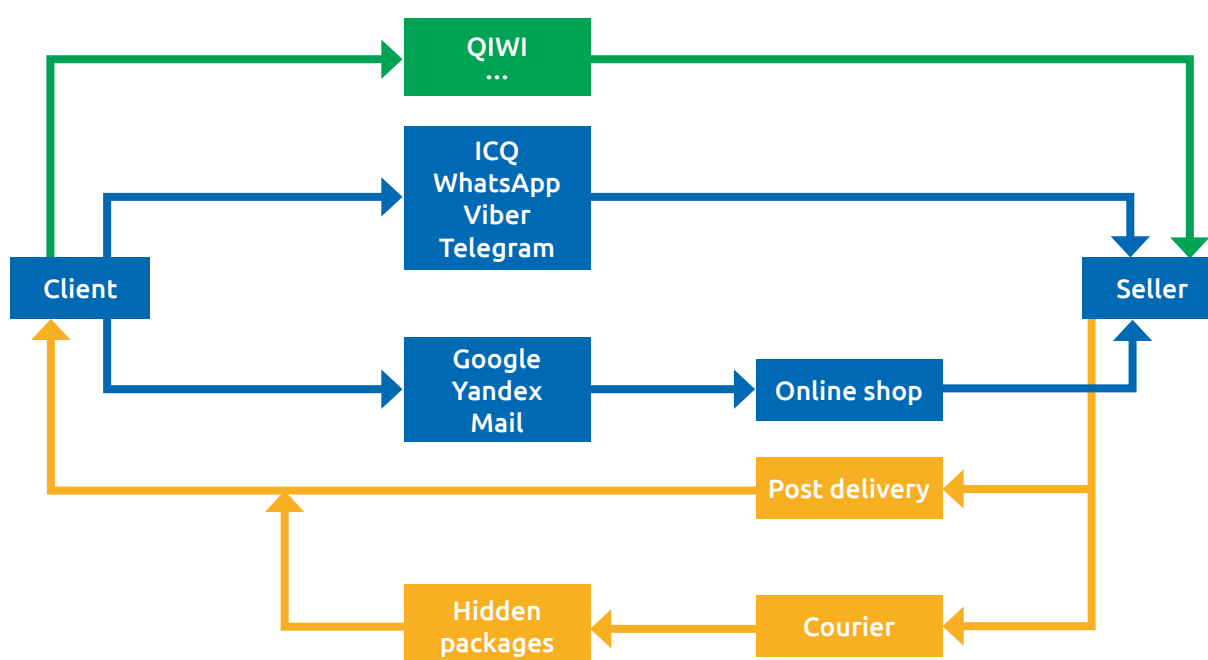 QIWI
...
ICQ
WhatsApp
Viber
Telegram
Client
Seller
Google
Yandex
Mail
Online shop
Post delivery
Hidden
packages
Courier